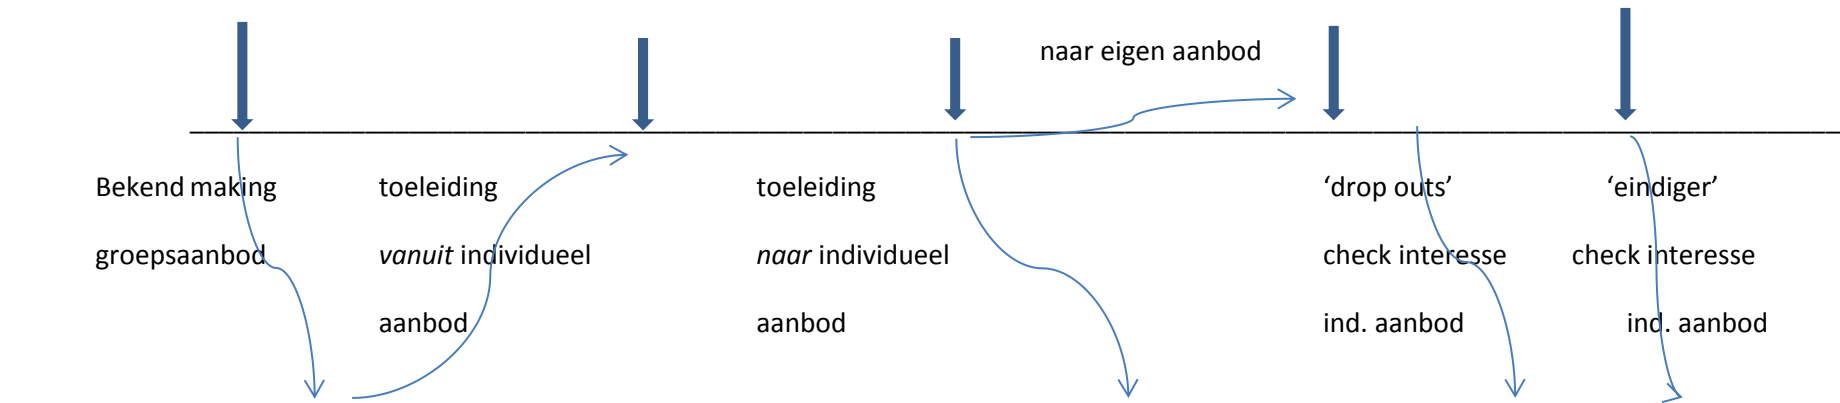 naar eigen aanbod
Bekend making
groepsaanbod
toeleiding
vanuit individueel
aanbod
toeleiding
naar individueel
aanbod
‘drop outs’
check interesse
ind. aanbod
‘eindiger’
check interesse
ind. aanbod